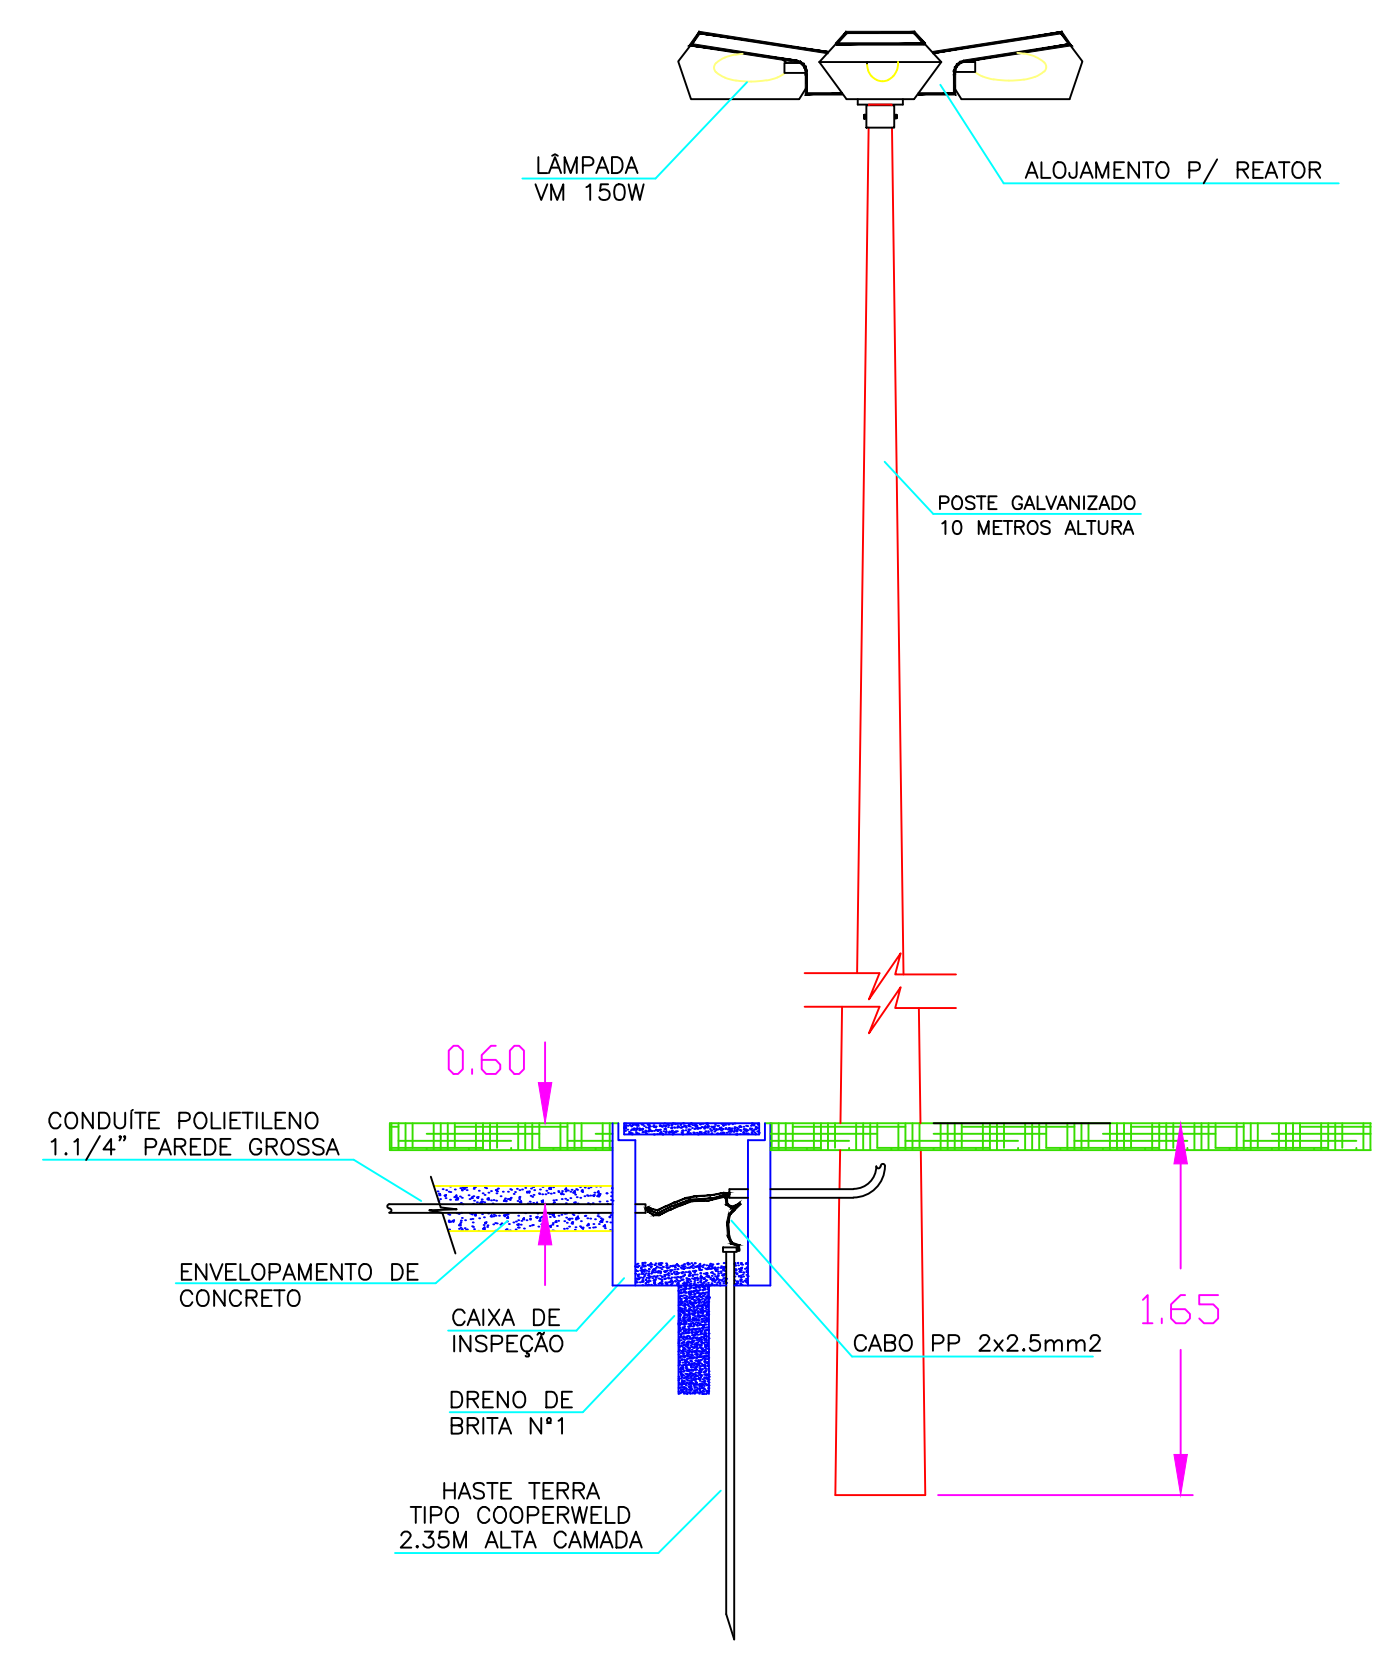 LÂMPADA
VM 150W
ALOJAMENTO P/ REATOR
POSTE GALVANIZADO
10 METROS ALTURA
0.60
CONDUÍTE POLIETILENO
1.1/4" PAREDE GROSSA
ENVELOPAMENTO DE
CONCRETO
CAIXA DE
INSPEÇÃO
1.65
CABO PP 2x2.5mm2
DRENO DE
BRITA Nº1
HASTE TERRA
TIPO COOPERWELD
2.35M ALTA CAMADA